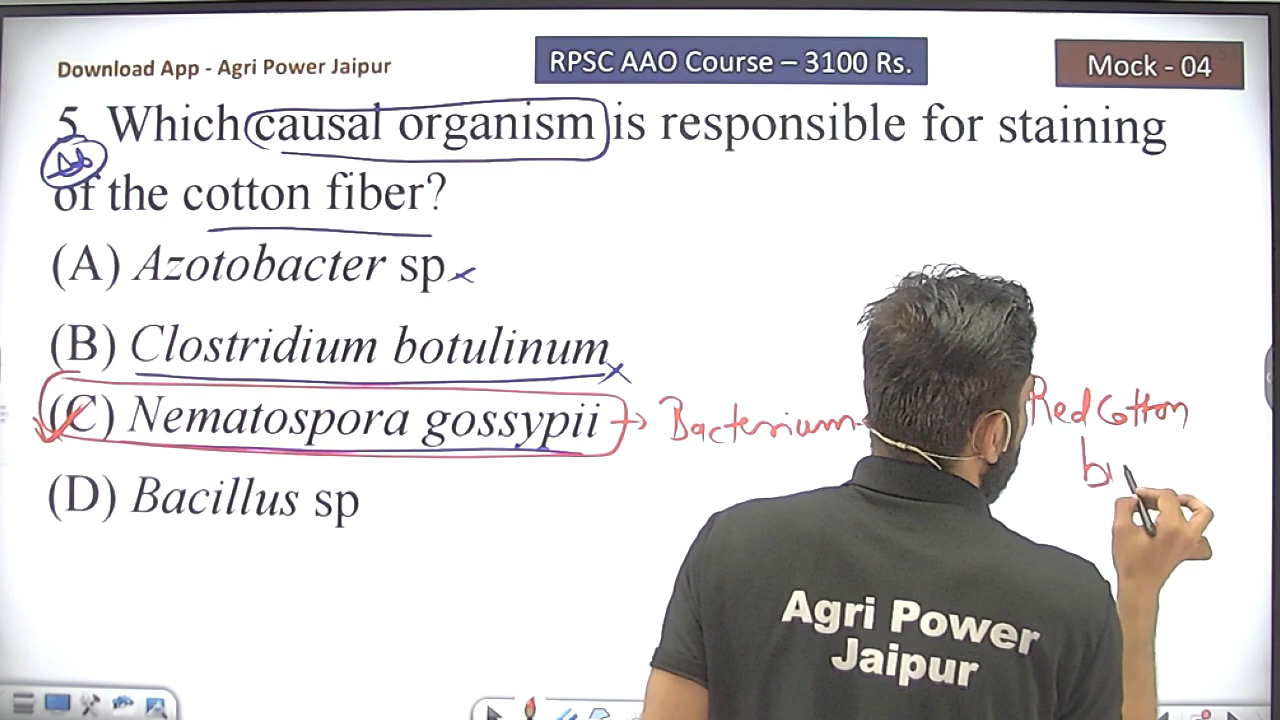 Download App - Agri Power Jaipur
RPSC AAO Course – 3100 Rs.
Mock - 04
5. Which causal organism is responsible for staining
of the cotton fiber?
(A) Azotobacter sp
(B) Clostridium botulinum
(C) Nematospora gossypii → Bacterium - Red Cotton
b
(D) Bacillus sp
Agri Power
Jaipur